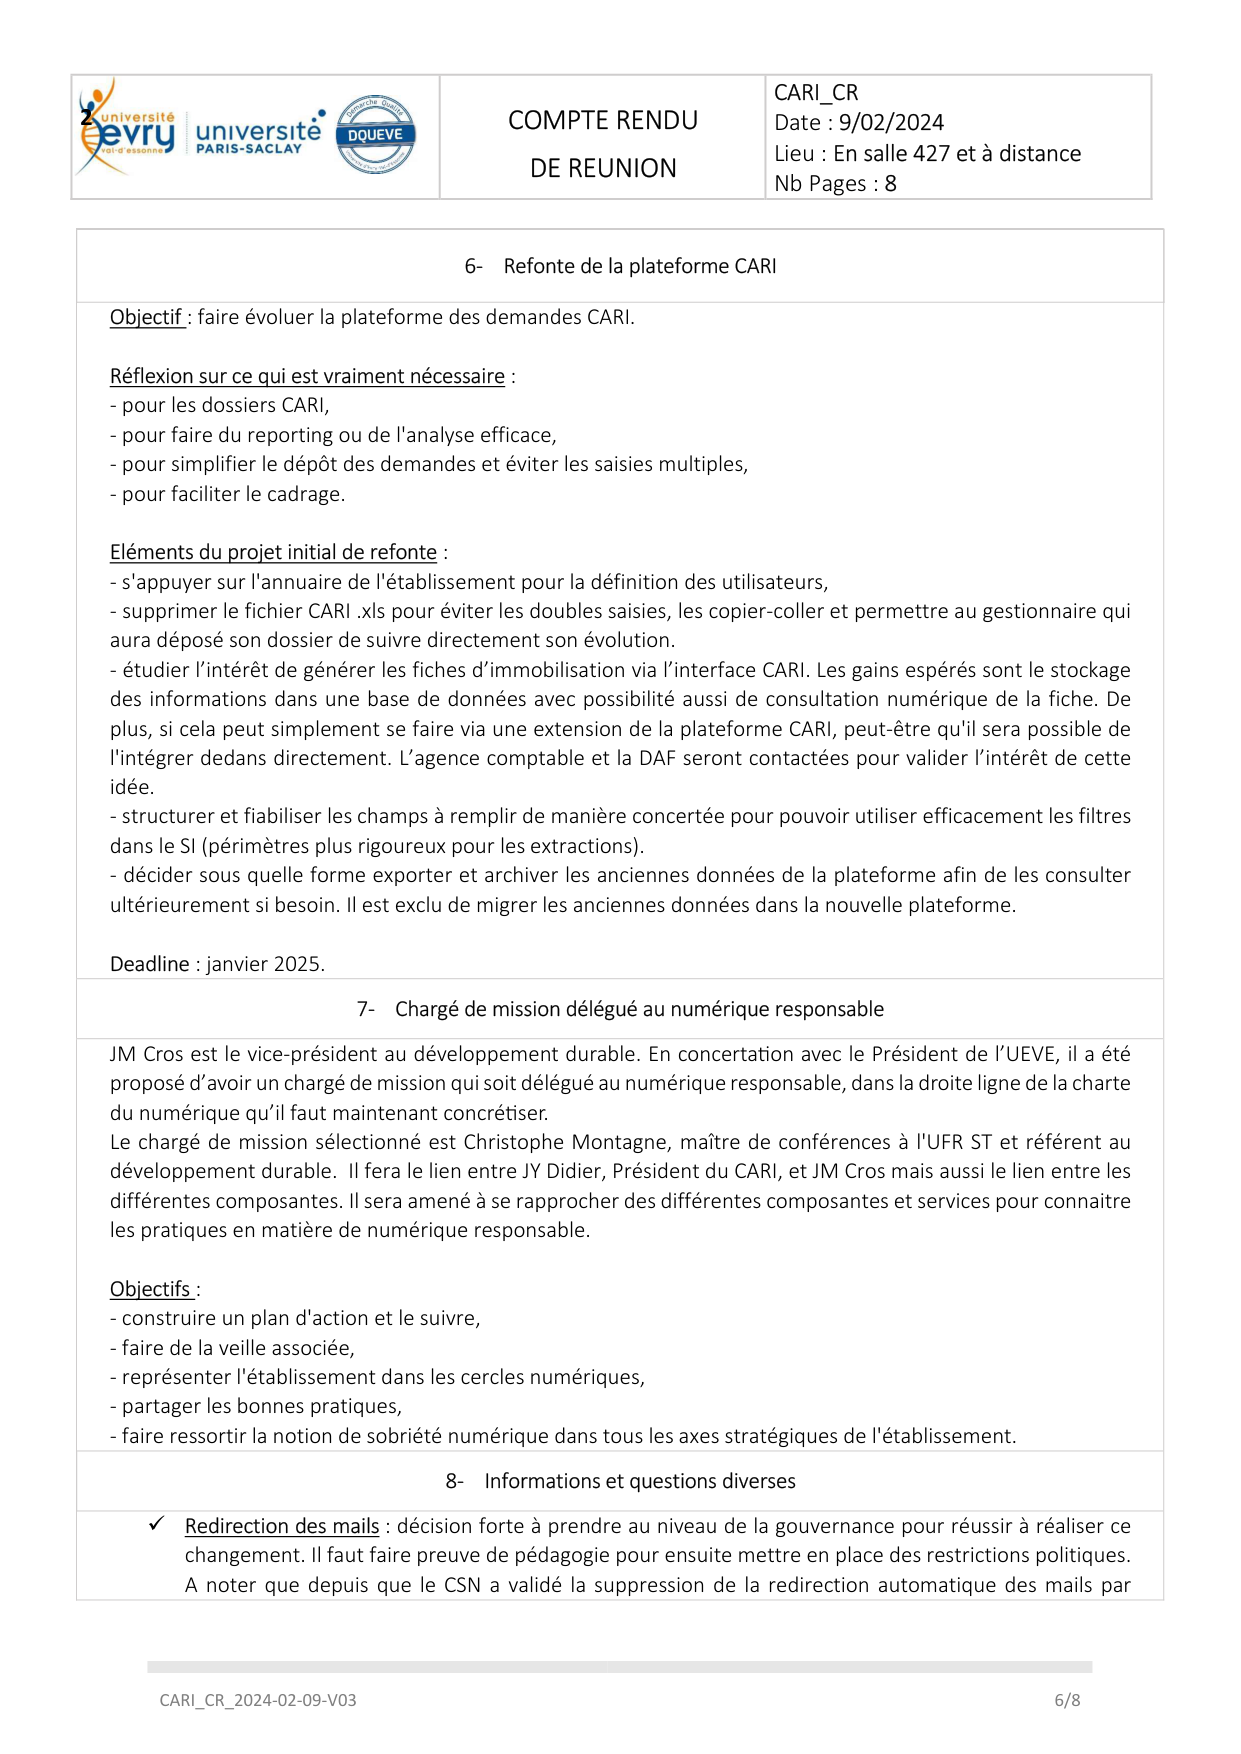 2
université
evry
val-d'essonne
université
PARIS-SACLAY
Démarche Qualité
DQUEVE
COMPTE RENDU
DE REUNION
CARI_CR
Date : 9/02/2024
Lieu : En salle 427 et à distance
Nb Pages : 8
6- Refonte de la plateforme CARI
Objectif : faire évoluer la plateforme des demandes CARI.
Réflexion sur ce qui est vraiment nécessaire :
- pour les dossiers CARI,
- pour faire du reporting ou de l'analyse efficace,
- pour simplifier le dépôt des demandes et éviter les saisies multiples,
- pour faciliter le cadrage.
Eléments du projet initial de refonte :
- s'appuyer sur l'annuaire de l'établissement pour la définition des utilisateurs,
- supprimer le fichier CARI .xls pour éviter les doubles saisies, les copier-coller et permettre au gestionnaire qui
aura déposé son dossier de suivre directement son évolution.
- étudier l’intérêt de générer les fiches d’immobilisation via l’interface CARI. Les gains espérés sont le stockage
des informations dans une base de données avec possibilité aussi de consultation numérique de la fiche. De
plus, si cela peut simplement se faire via une extension de la plateforme CARI, peut-être qu'il sera possible de
l'intégrer dedans directement. L’agence comptable et la DAF seront contactées pour valider l’intérêt de cette
idée.
- structurer et fiabiliser les champs à remplir de manière concertée pour pouvoir utiliser efficacement les filtres
dans le SI (périmètres plus rigoureux pour les extractions).
- décider sous quelle forme exporter et archiver les anciennes données de la plateforme afin de les consulter
ultérieurement si besoin. Il est exclu de migrer les anciennes données dans la nouvelle plateforme.
Deadline : janvier 2025.
7- Chargé de mission délégué au numérique responsable
JM Cros est le vice-président au développement durable. En concertation avec le Président de l’UEVE, il a été
proposé d’avoir un chargé de mission qui soit délégué au numérique responsable, dans la droite ligne de la charte
du numérique qu’il faut maintenant concrétiser.
Le chargé de mission sélectionné est Christophe Montagne, maître de conférences à l'UFR ST et référent au
développement durable. Il fera le lien entre JY Didier, Président du CARI, et JM Cros mais aussi le lien entre les
différentes composantes. Il sera amené à se rapprocher des différentes composantes et services pour connaitre
les pratiques en matière de numérique responsable.
Objectifs :
- construire un plan d'action et le suivre,
- faire de la veille associée,
- représenter l'établissement dans les cercles numériques,
- partager les bonnes pratiques,
- faire ressortir la notion de sobriété numérique dans tous les axes stratégiques de l'établissement.
8- Informations et questions diverses
✓ Redirection des mails : décision forte à prendre au niveau de la gouvernance pour réussir à réaliser ce
changement. Il faut faire preuve de pédagogie pour ensuite mettre en place des restrictions politiques.
A noter que depuis que le CSN a validé la suppression de la redirection automatique des mails par
CARI_CR_2024-02-09-V03
6/8